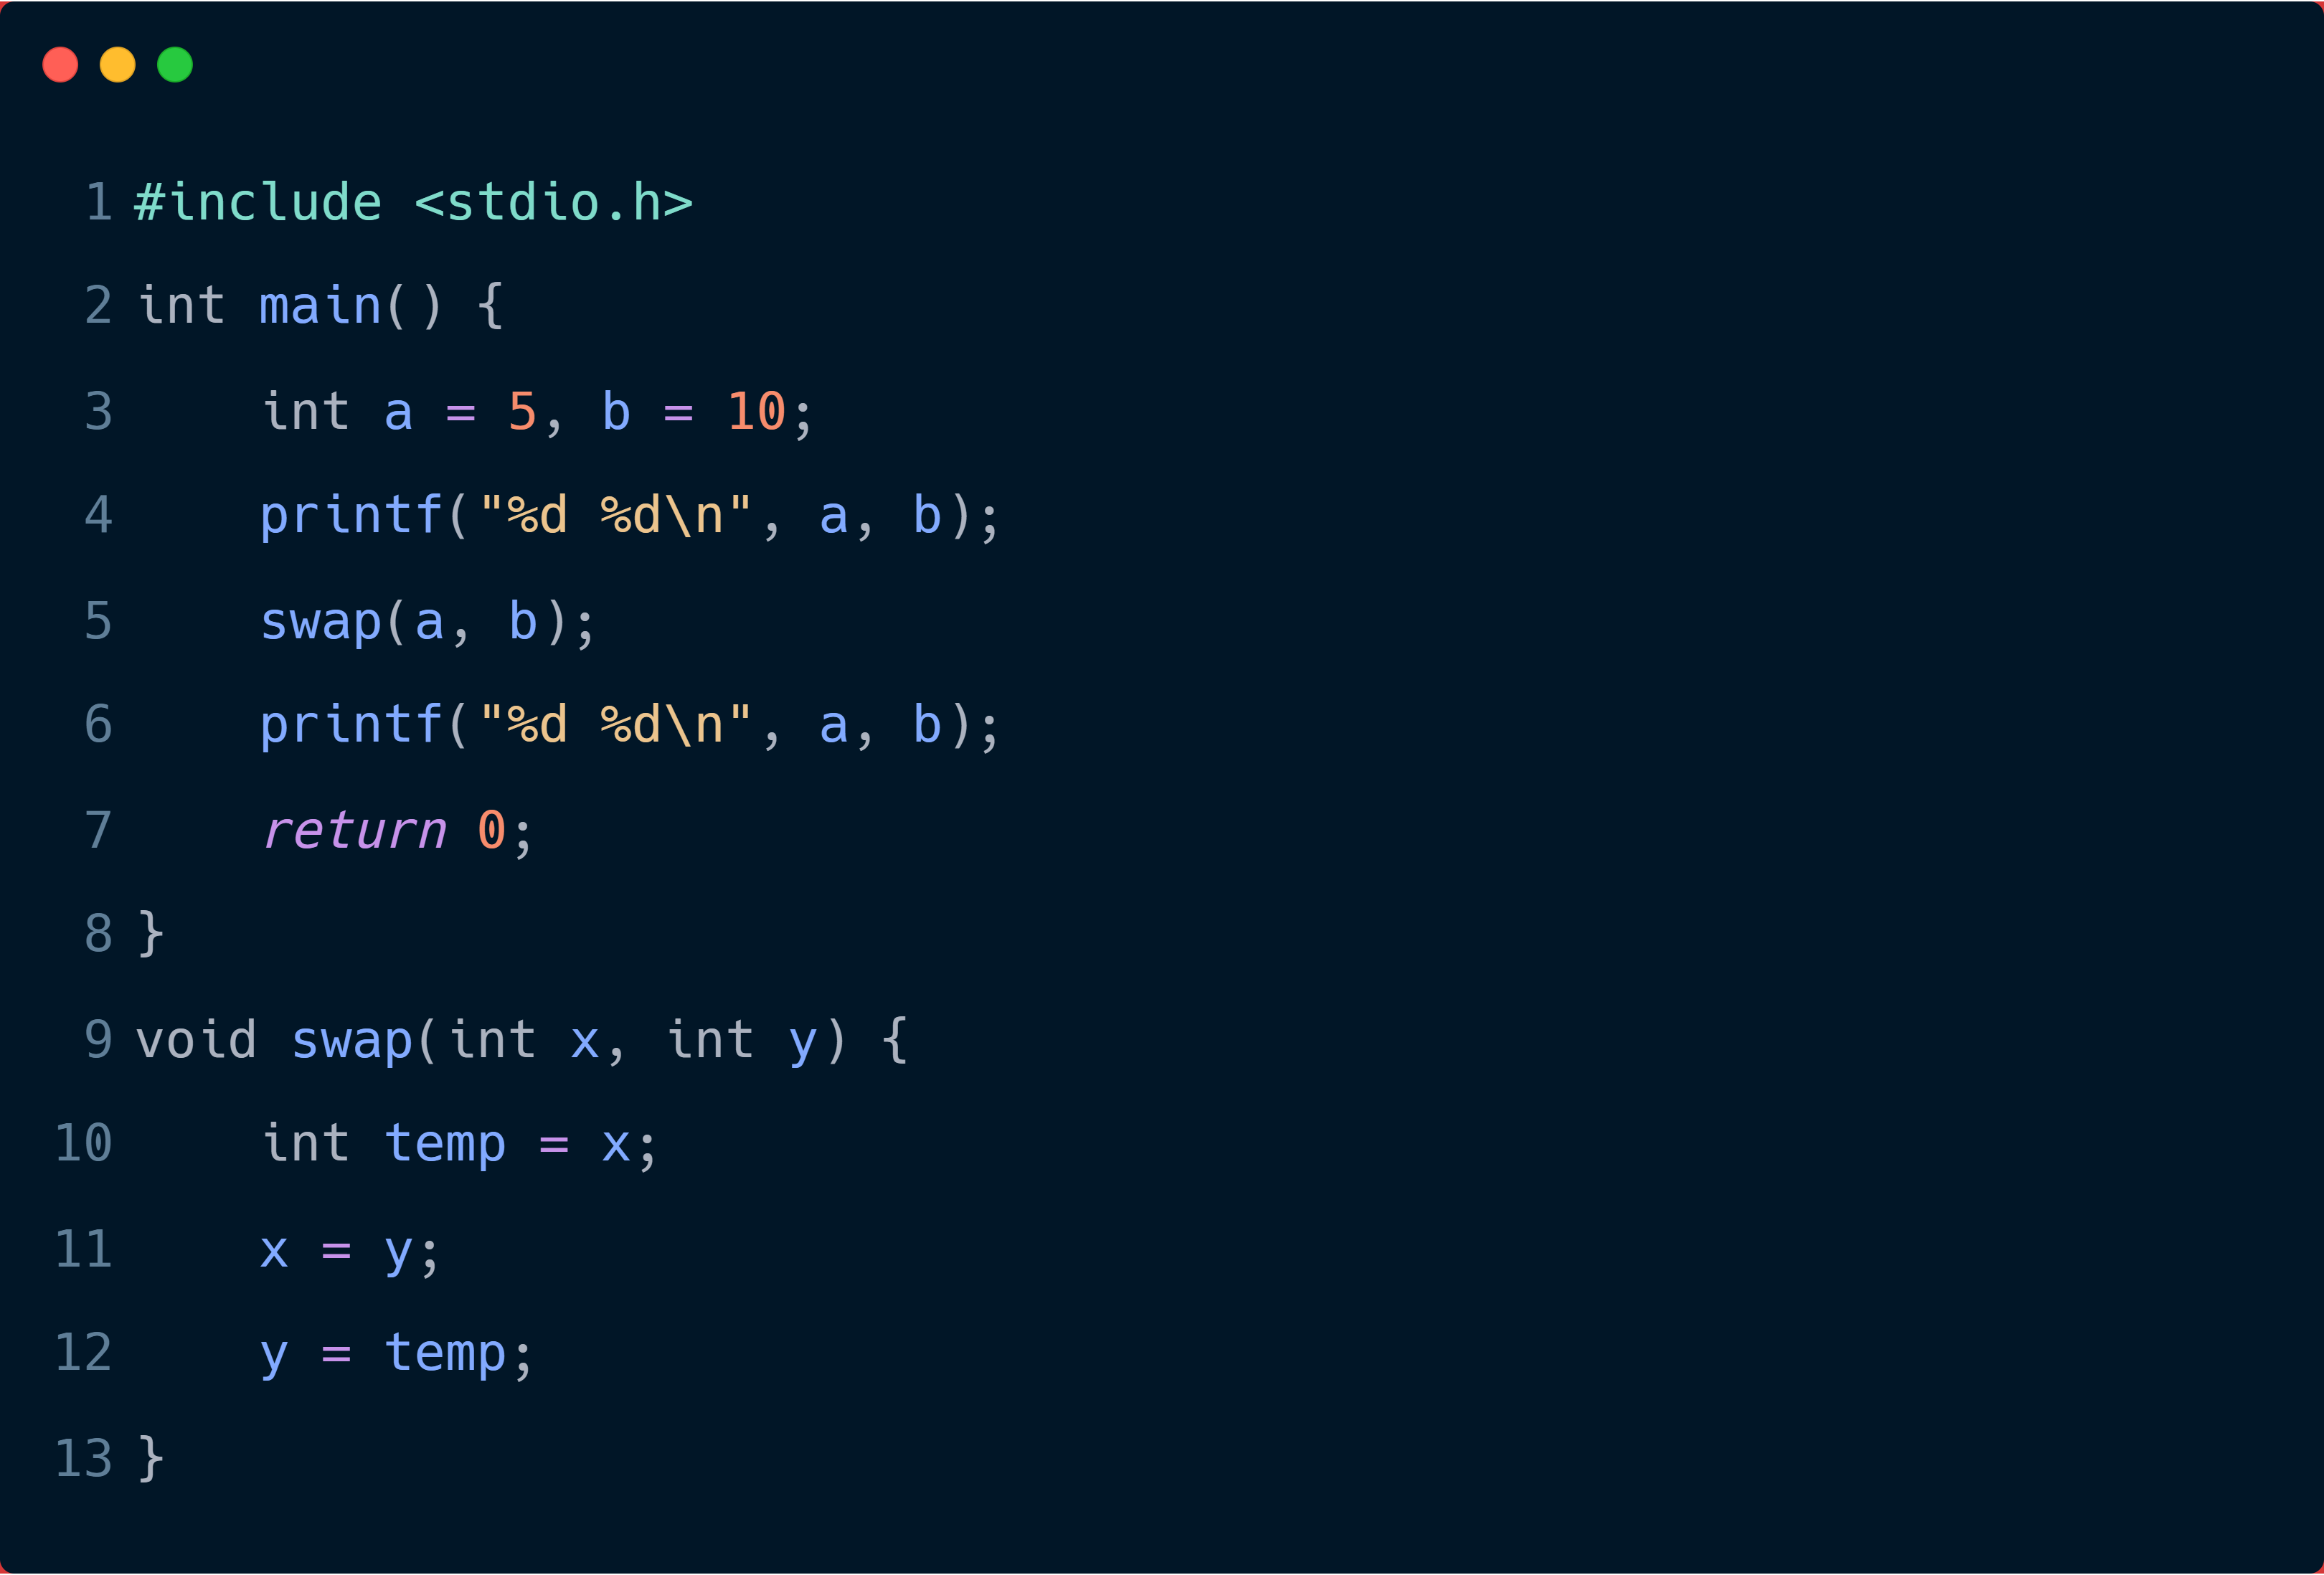 1 #include <stdio.h>
2 int main() {
3     int a = 5, b = 10;
4     printf("%d %d\n", a, b);
5     swap(a, b);
6     printf("%d %d\n", a, b);
7     return 0;
8 }
9 void swap(int x, int y) {
10     int temp = x;
11     x = y;
12     y = temp;
13 }